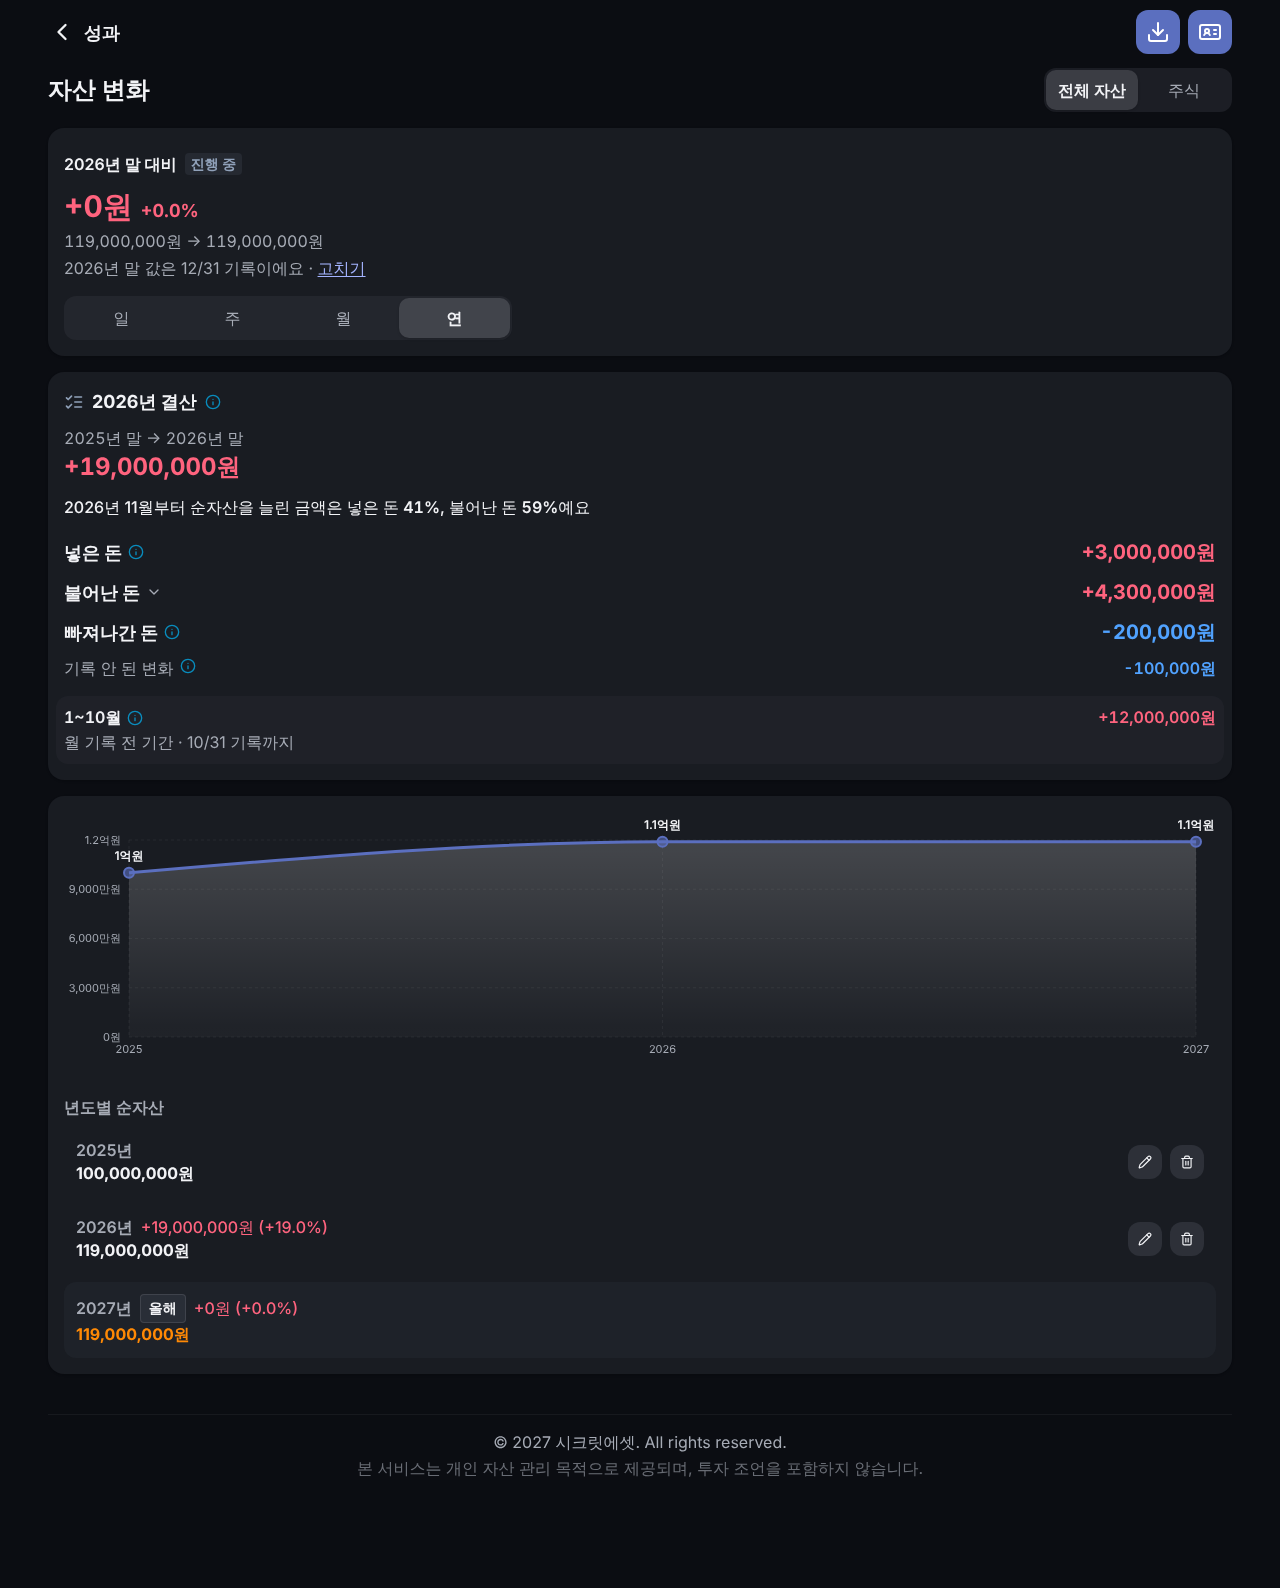 성과
자산 변화
전체 자산 주식
2026년 말 대비 진행 중
+0원 +0.0%
119,000,000원 → 119,000,000원
2026년 말 값은 12/31 기록이에요 · 고치기
일 주 월 연
2026년 결산
2025년 말 → 2026년 말
+19,000,000원
2026년 11월부터 순자산을 늘린 금액은 넣은 돈 41%, 불어난 돈 59%예요
넣은 돈 +3,000,000원
불어난 돈 +4,300,000원
빠져나간 돈 -200,000원
기록 안 된 변화 -100,000원
1~10월 +12,000,000원
월 기록 전 기간 · 10/31 기록까지
1.1억원 1.1억원
1.2억원
1억원
9,000만원
6,000만원
3,000만원
0원
2025 2026 2027
년도별 순자산
2025년
100,000,000원
2026년 +19,000,000원 (+19.0%)
119,000,000원
2027년 올해 +0원 (+0.0%)
119,000,000원
© 2027 시크릿에셋. All rights reserved.
본 서비스는 개인 자산 관리 목적으로 제공되며, 투자 조언을 포함하지 않습니다.